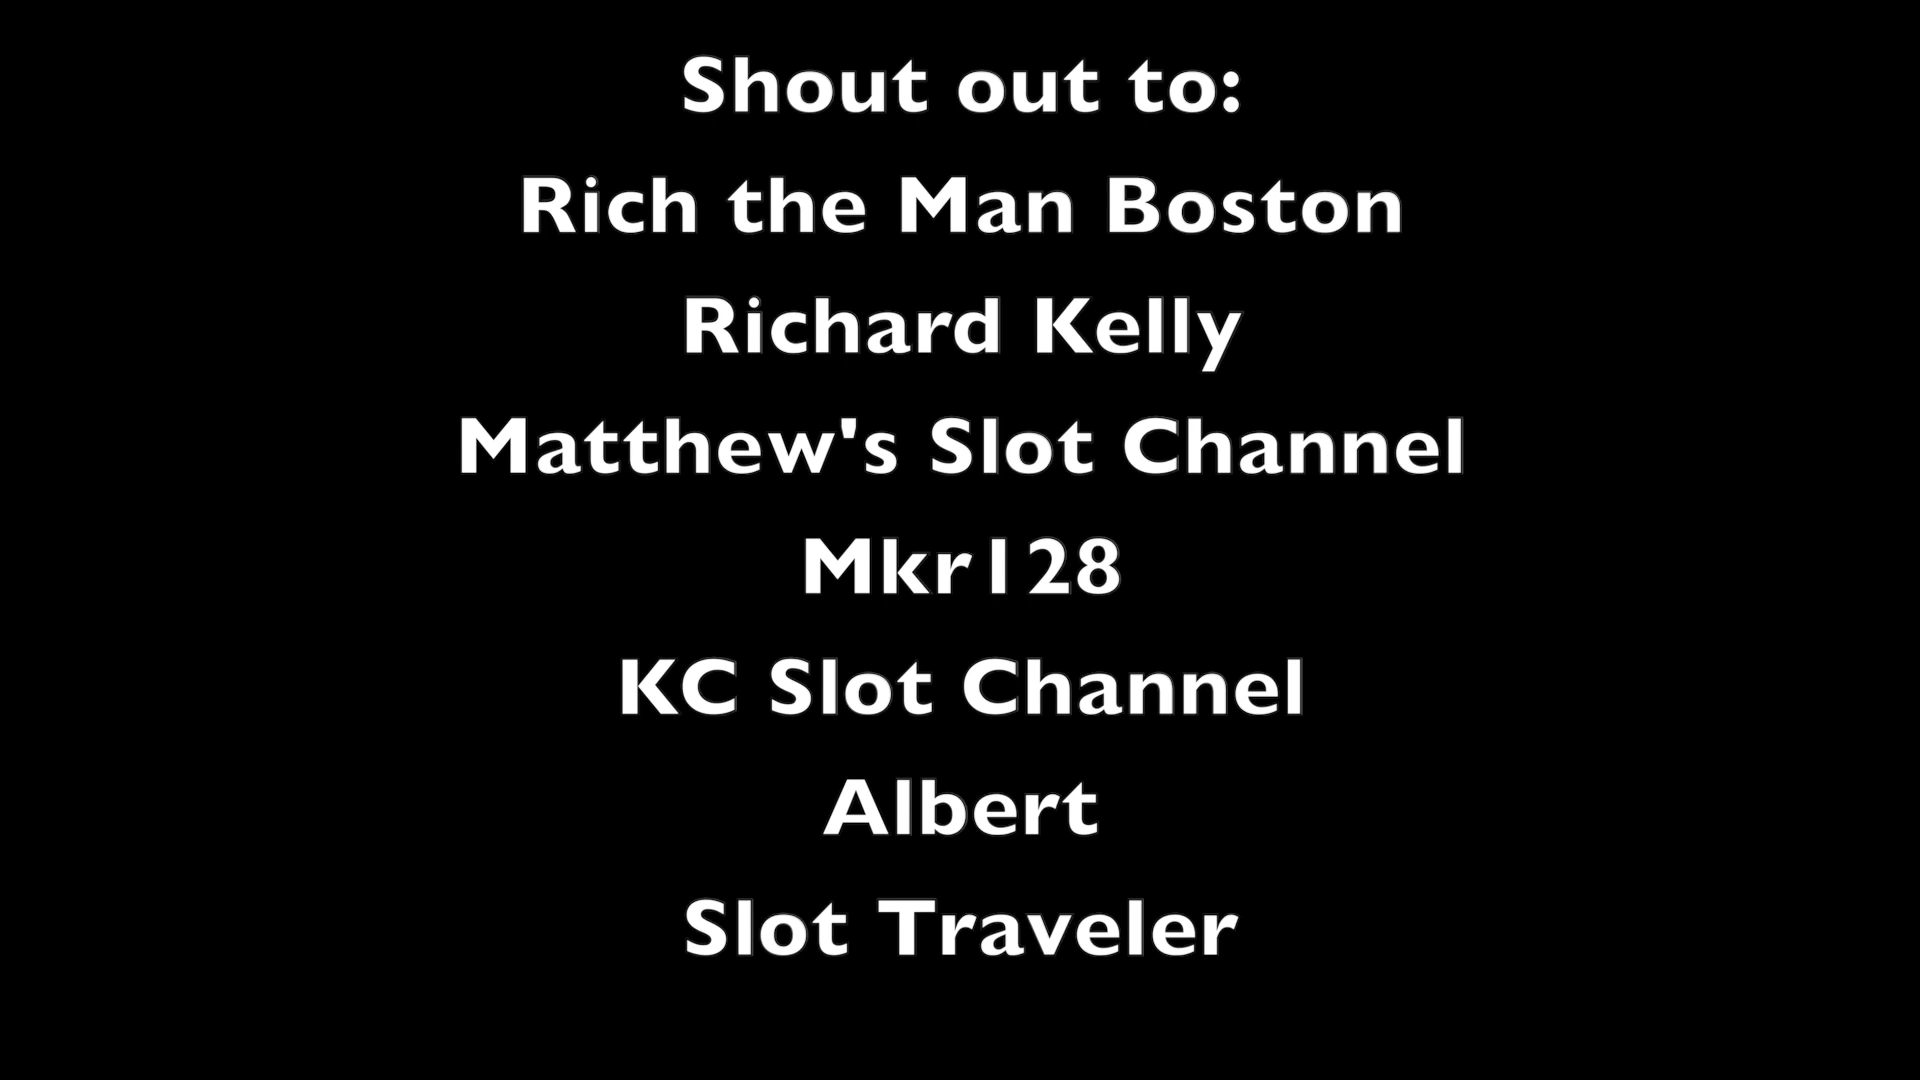 Shout out to:
Rich the Man Boston
Richard Kelly
Matthew's Slot Channel
Mkr128
KC Slot Channel
Albert
Slot Traveler